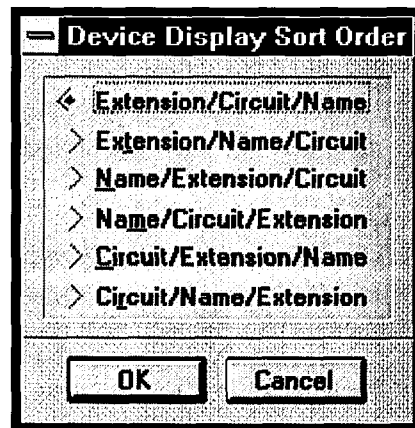 Device Display Sort Order
Extension/Circuit/Name
Extension/Name/Circuit
Name/Extension/Circuit
Name/Circuit/Extension
Circuit/Extension/Name
Circuit/Name/Extension
OK Cancel